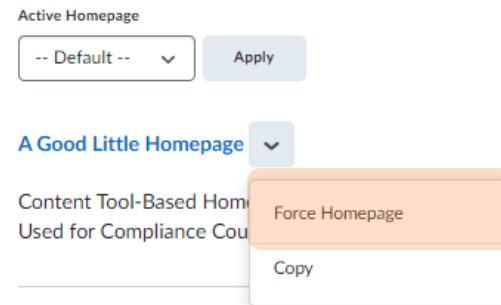 Active Homepage
-- Default --
Apply
A Good Little Homepage
Content Tool-Based Hom
Force Homepage
Used for Compliance Cou
Copy